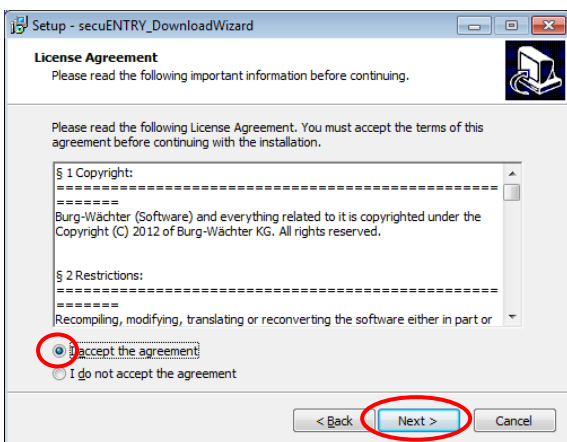 Setup - secuENTRY_DownloadWizard
License Agreement
Please read the following important information before continuing.
Please read the following License Agreement. You must accept the terms of this
agreement before continuing with the installation.
§ 1 Copyright:
====================================================
=======
Burg-Wächter (Software) and everything related to it is copyrighted under the
Copyright (C) 2012 of Burg-Wächter KG. All rights reserved.
§ 2 Restrictions:
====================================================
=======
Recompiling, modifying, translating or reconverting the software either in part or
I accept the agreement
I do not accept the agreement
< Back
Next >
Cancel